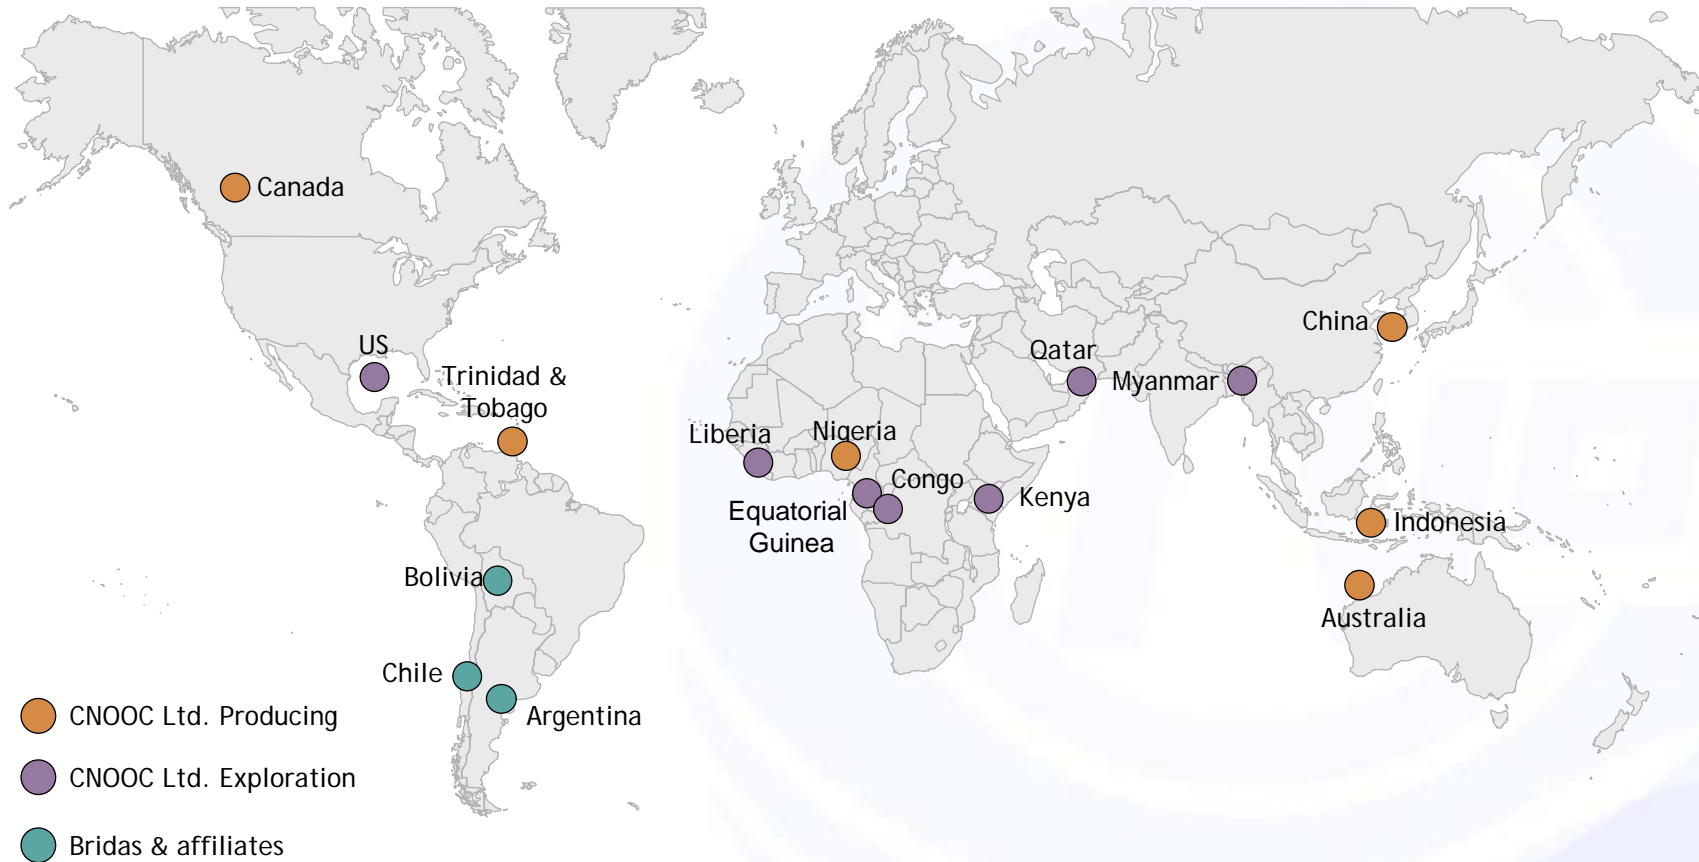 Canada
China
US
Qatar
Trinidad &
Tobago
Myanmar
Liberia
Nigeria
Congo
Kenya
Equatorial
Guinea
Indonesia
Bolivia
Australia
Chile
Argentina
CNOOC Ltd. Producing
CNOOC Ltd. Exploration
Bridas & affiliates